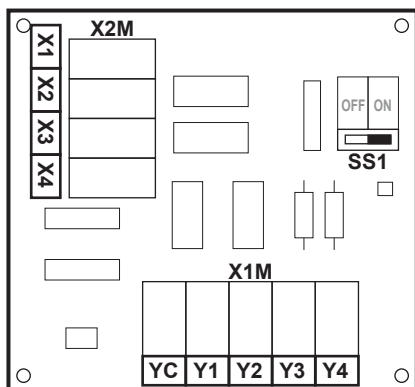 X2M
X1
X2
X3
X4
OFF ON
SS1
X1M
YC Y1 Y2 Y3 Y4